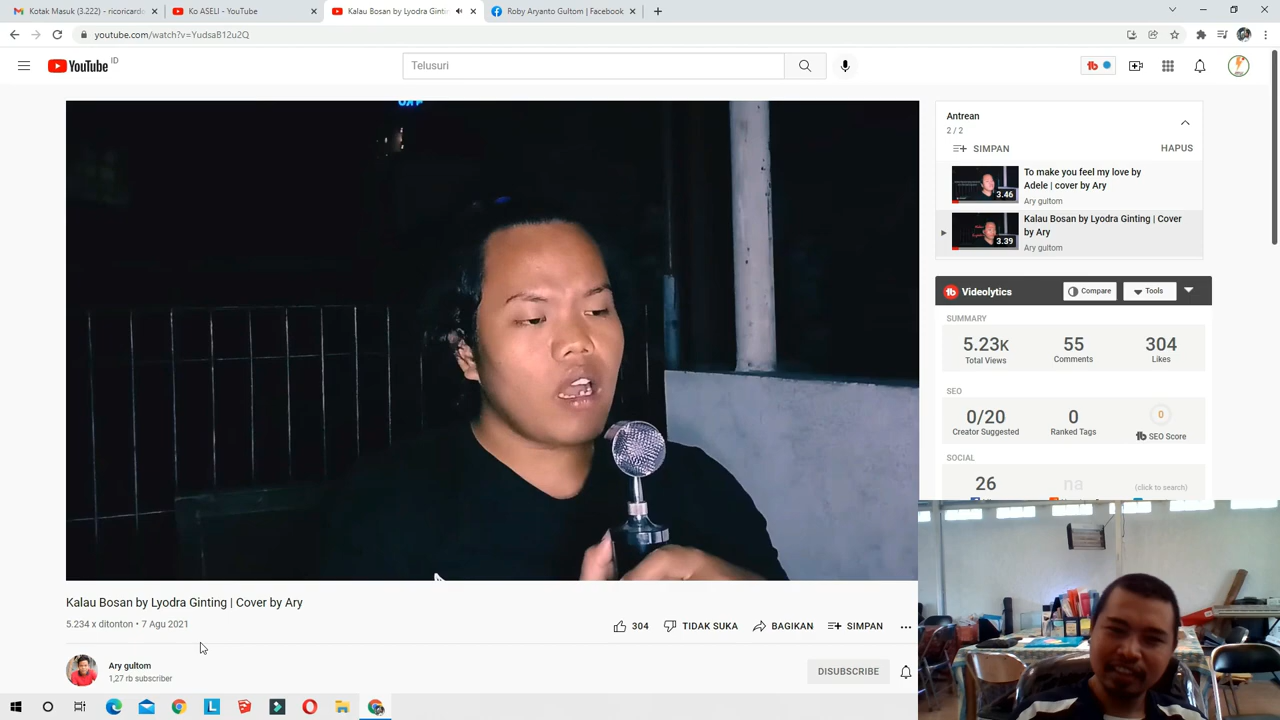 Kotak Masuk (3.222) - ricoricardo
Ko ASELI - YouTube
Kalau Bosan by Lyodra Ginti
Roby Aryanto Gultom | Facebook
youtube.com/watch?v=YudsaB12u2Q
YouTube ID
Telusuri
Antrean
2 / 2
SIMPAN
HAPUS
To make you feel my love by
Adele | cover by Ary
Ary gultom
3.46
Kalau Bosan by Lyodra Ginting | Cover
by Ary
Ary gultom
3.39
tb Videolytics
Compare
Tools
SUMMARY
5.23K
Total Views
55
Comments
304
Likes
SEO
0/20
Creator Suggested
0
Ranked Tags
0
tb SEO Score
SOCIAL
26
na
(click to search)
Kalau Bosan by Lyodra Ginting | Cover by Ary
5.234 x ditonton • 7 Agu 2021
304
TIDAK SUKA
BAGIKAN
SIMPAN
Ary gultom
1,27 rb subscriber
DISUBSCRIBE